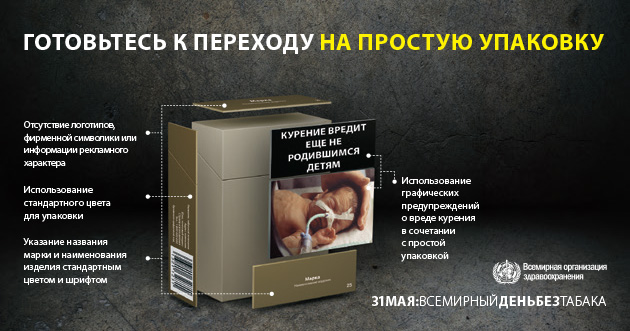 ГОТОВЬТЕСЬ К ПЕРЕХОДУ НА ПРОСТУЮ УПАКОВКУ
Отсутствие логотипов,
фирменной символики или
информации рекламного
характера
Использование
стандартного цвета
для упаковки
Указание названия
марки и наименования
изделия стандартным
цветом и шрифтом
Марка
КУРЕНИЕ ВРЕДИТ
ЕЩЕ НЕ
РОДИВШИМСЯ
ДЕТЯМ
Марка
Использование
графических
предупреждений
о вреде курения
в сочетании
с простой
упаковкой
Всемирная организация
здравоохранения
31МАЯ:ВСЕМИРНЫЙДЕНЬБЕЗТАБАКА